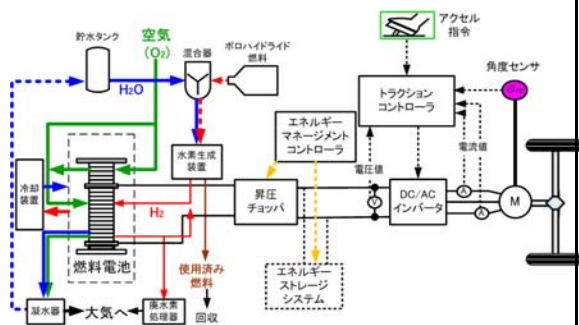 アクセル
指令
貯水タンク
空気
(O₂)
混合器
ボロハイドライド
燃料
H₂O
角度センサ
θre
トラクション
コントローラ
エネルギー
マネージメント
コントローラ
水素生成
装置
電圧値
電流値
冷却
装置
H₂
昇圧
チョッパ
V
DC/AC
インバータ
A
A
M
燃料電池
使用済み
燃料
エネルギー
ストレージ
システム
凝水器
大気へ
廃水素
処理器
回収